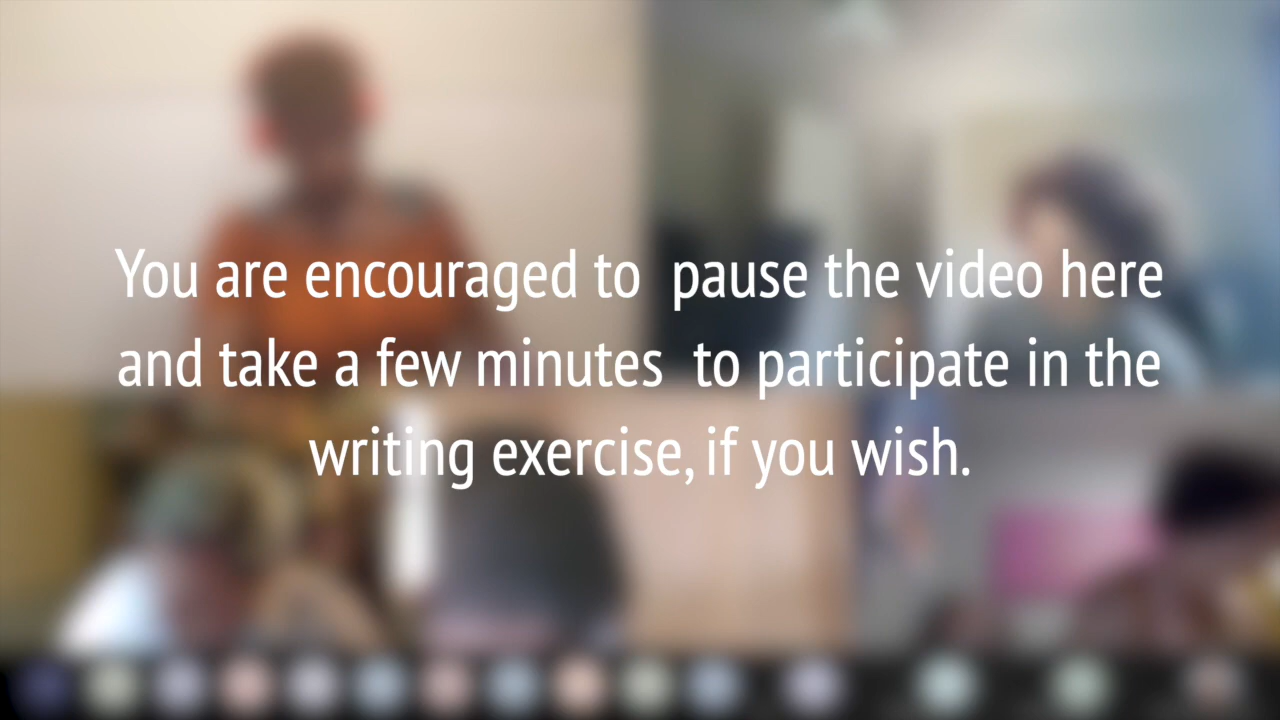 You are encouraged to  pause the video here
and take a few minutes  to participate in the
writing exercise, if you wish.